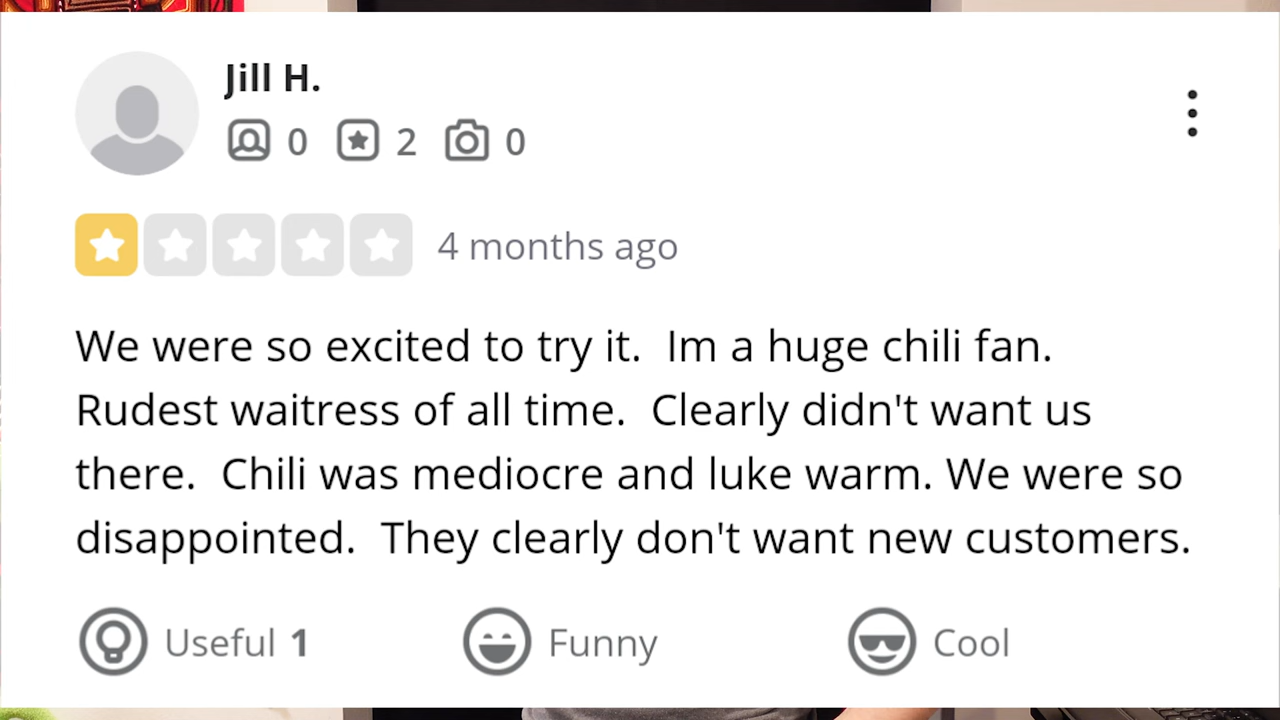 Jill H.
0 2 0
4 months ago
We were so excited to try it.  Im a huge chili fan.
Rudest waitress of all time.  Clearly didn't want us
there.  Chili was mediocre and luke warm. We were so
disappointed.  They clearly don't want new customers.
Useful 1 Funny Cool